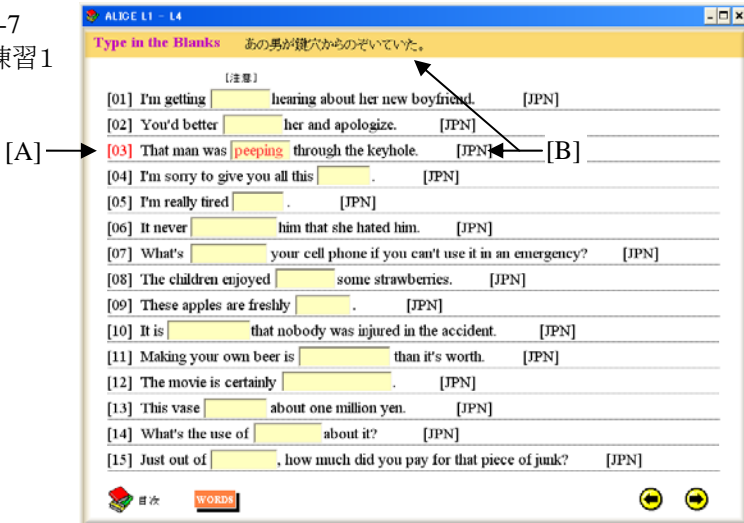 -7
練習1
ALICE L1 - L4
Type in the Blanks あの男が鍵穴からのぞいていた。
[注意]
[01] I'm getting hearing about her new boyfriend. [JPN]
[02] You'd better her and apologize. [JPN]
[A] [03] That man was peeping through the keyhole. [JPN] [B]
[04] I'm sorry to give you all this . [JPN]
[05] I'm really tired . [JPN]
[06] It never him that she hated him. [JPN]
[07] What's your cell phone if you can't use it in an emergency? [JPN]
[08] The children enjoyed some strawberries. [JPN]
[09] These apples are freshly . [JPN]
[10] It is that nobody was injured in the accident. [JPN]
[11] Making your own beer is than it's worth. [JPN]
[12] The movie is certainly . [JPN]
[13] This vase about one million yen. [JPN]
[14] What's the use of about it? [JPN]
[15] Just out of , how much did you pay for that piece of junk? [JPN]
目次 WORDS